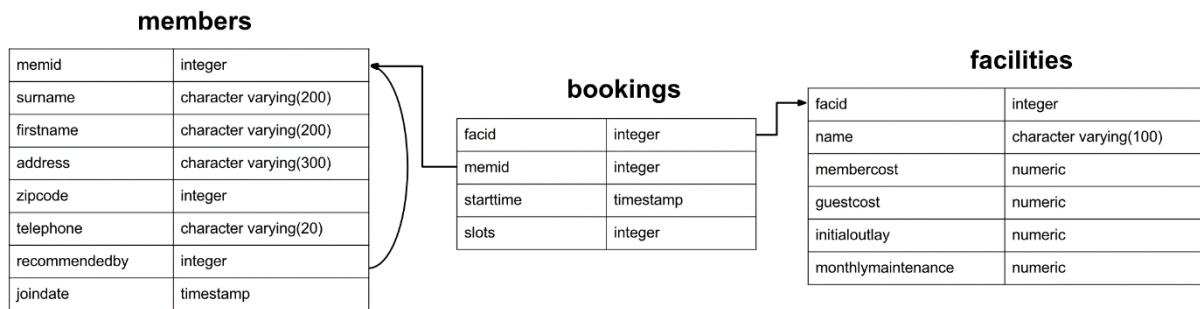 members
memid integer
surname character varying(200)
firstname character varying(200)
address character varying(300)
zipcode integer
telephone character varying(20)
recommendedby integer
joindate timestamp
bookings
facid integer
memid integer
starttime timestamp
slots integer
facilities
facid integer
name character varying(100)
membercost numeric
guestcost numeric
initialoutlay numeric
monthlymaintenance numeric